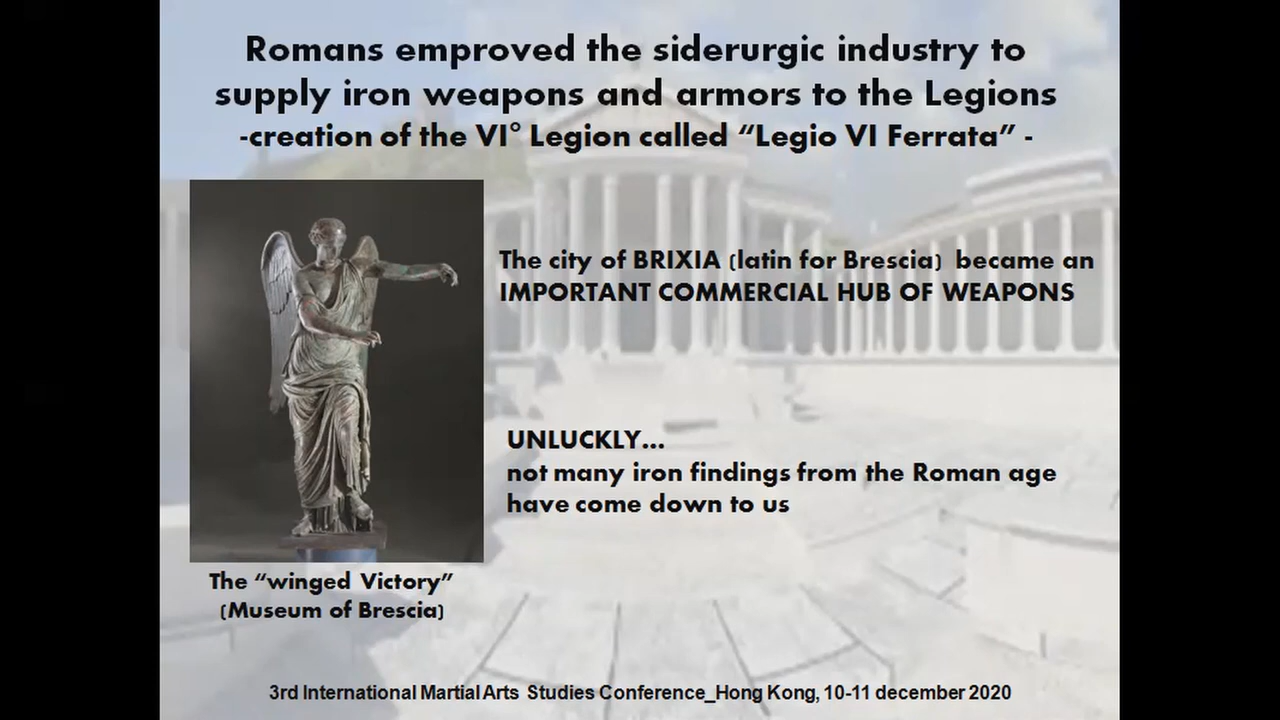 Romans emproved the siderurgic industry to
supply iron weapons and armors to the Legions
-creation of the VI° Legion called “Legio VI Ferrata” -
The city of BRIXIA (latin for Brescia) became an
IMPORTANT COMMERCIAL HUB OF WEAPONS
UNLUCKLY...
not many iron findings from the Roman age
have come down to us
The “winged Victory”
(Museum of Brescia)
3rd International Martial Arts Studies Conference_Hong Kong, 10-11 december 2020